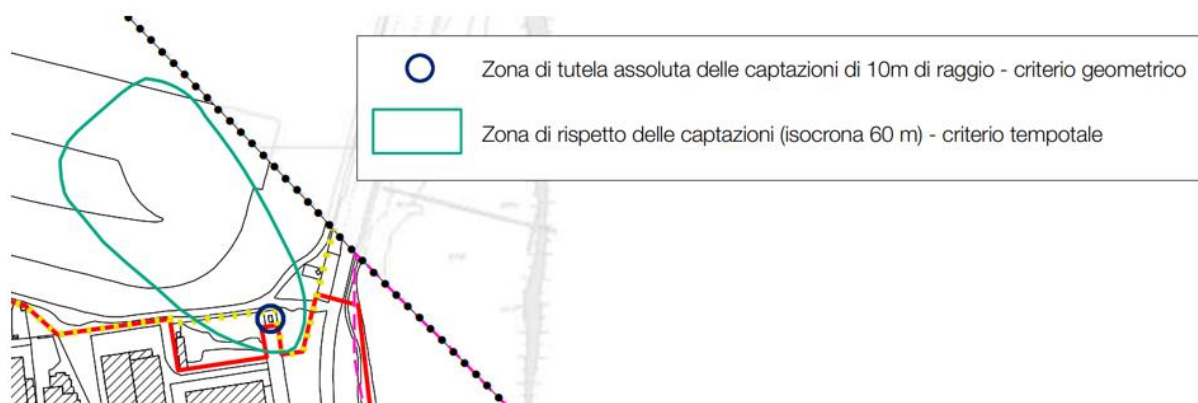 Zona di tutela assoluta delle captazioni di 10m di raggio - criterio geometrico
Zona di rispetto delle captazioni (isocrona 60 m) - criterio tempotale